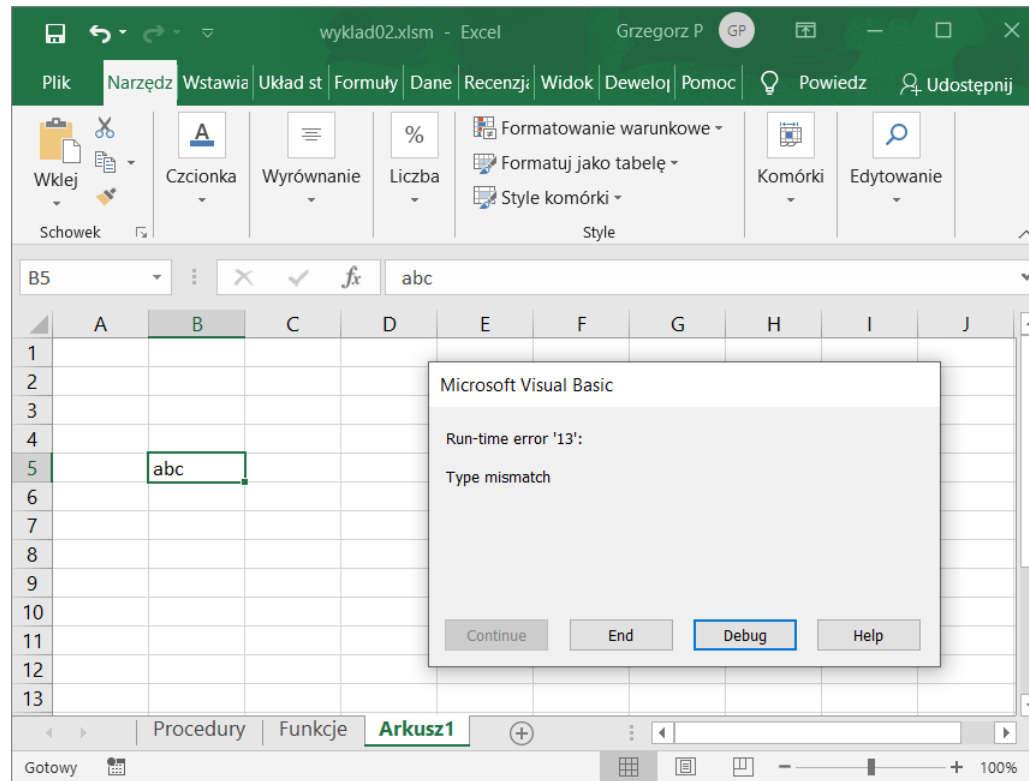 wyklad02.xlsm - Excel
Grzegorz P
GP
Plik Narzędz Wstawia Układ st Formuły Dane Recenzja Widok Dewelop Pomoc Powiedz Udostępnij
Wklej
Schowek
A
Czcionka
Wyrównanie
%
Liczba
Formatowanie warunkowe
Formatuj jako tabelę
Style komórki
Style
Komórki
Edytowanie
B5 fx abc
A B C D E F G H I J
1
2
3
4
5 abc
6
7
8
9
10
11
12
13
Microsoft Visual Basic
Run-time error '13':
Type mismatch
Continue End Debug Help
Procedury Funkcje Arkusz1
Gotowy
100%